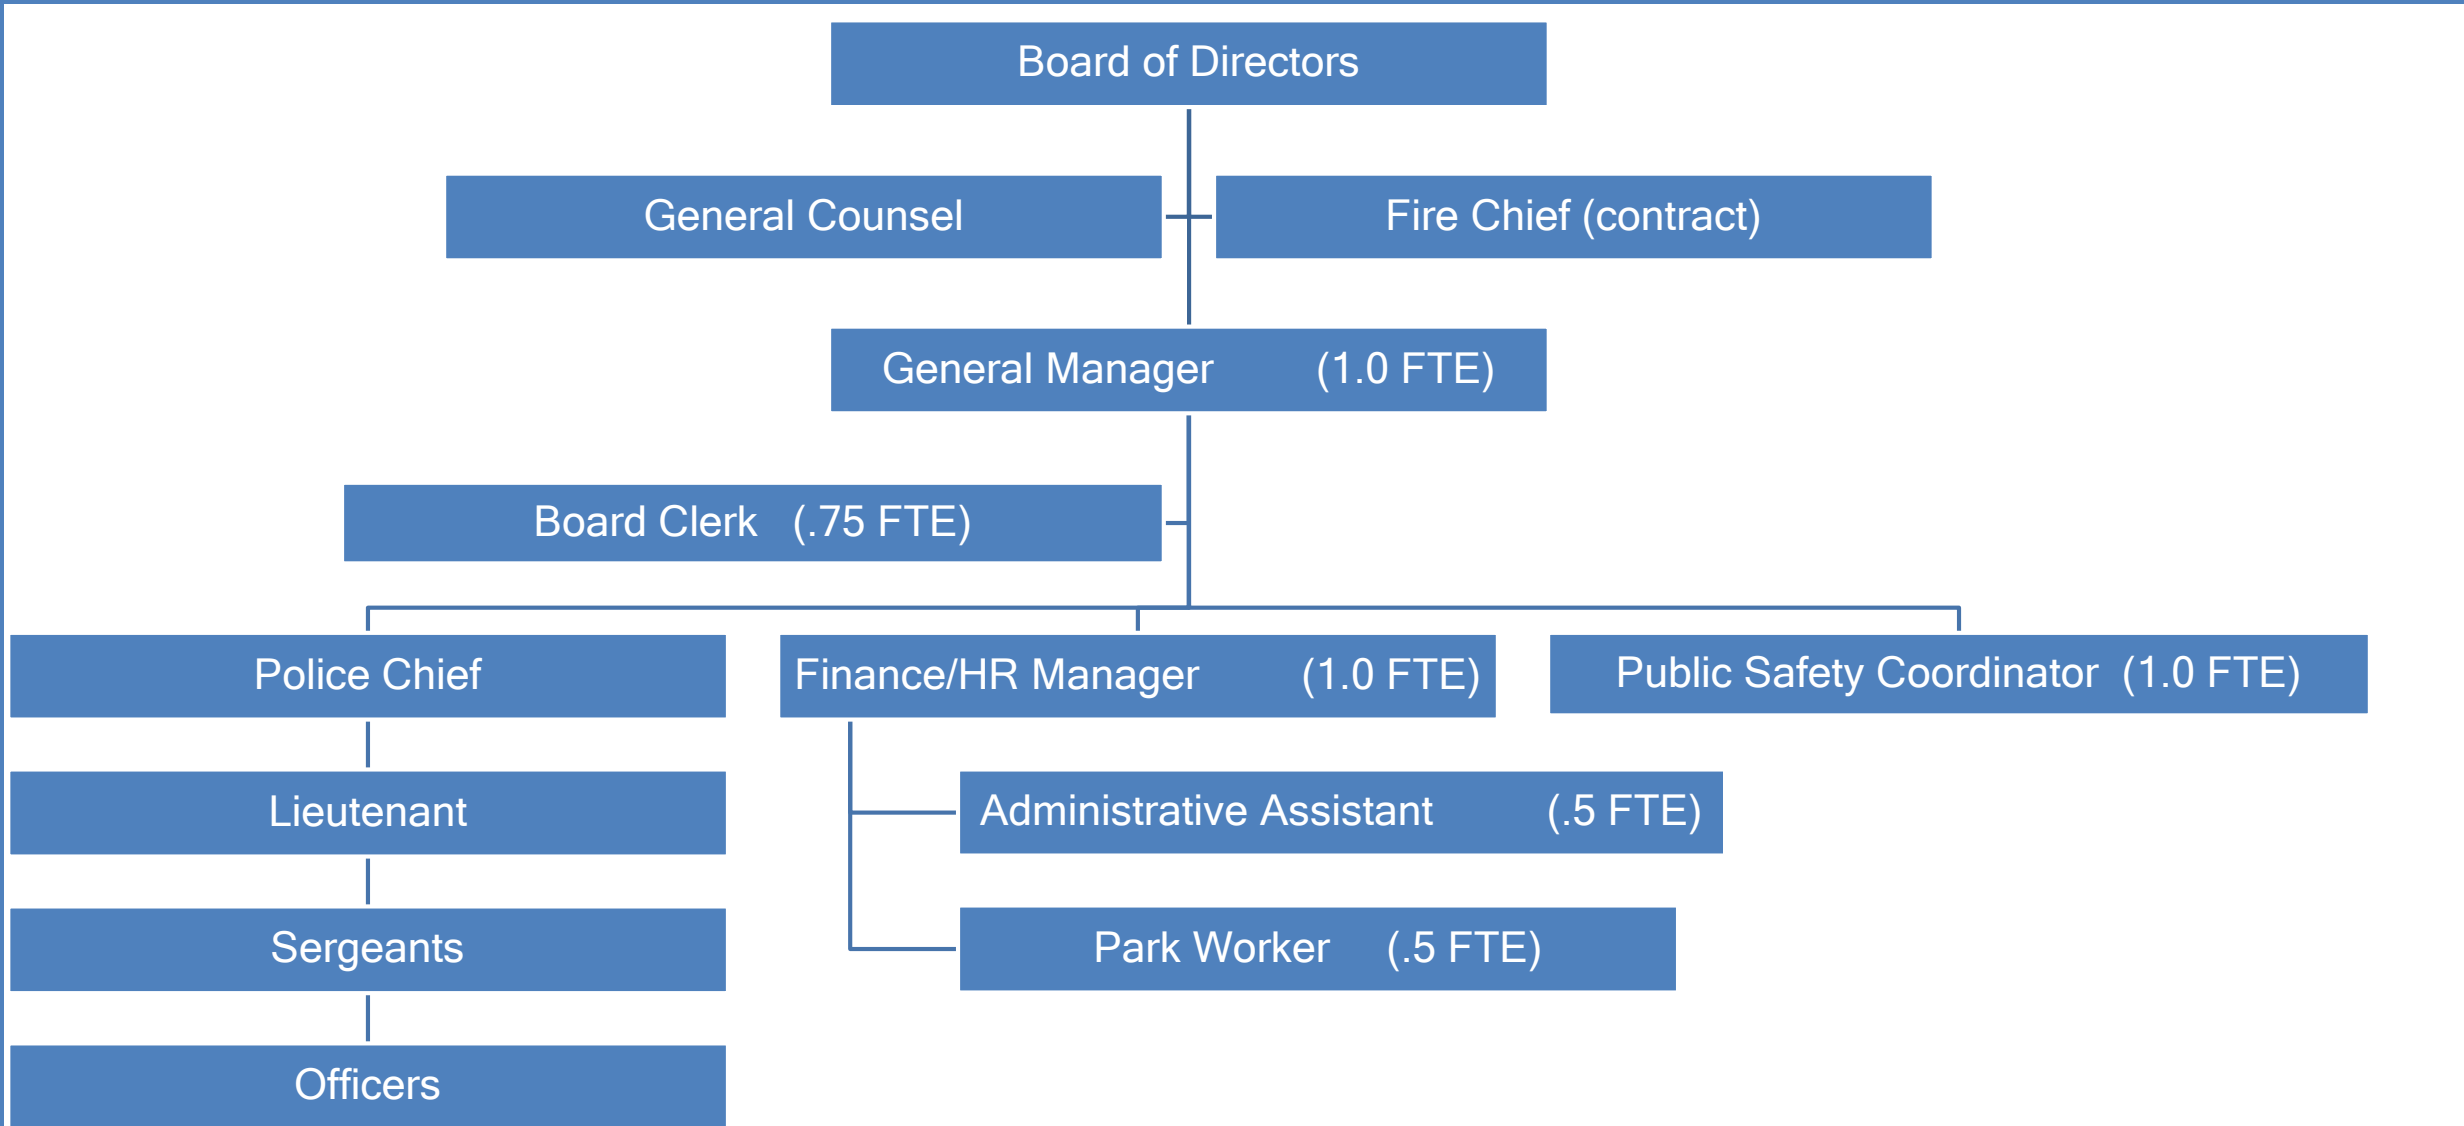 Board of Directors
General Counsel
Fire Chief (contract)
General Manager (1.0 FTE)
Board Clerk (.75 FTE)
Police Chief
Finance/HR Manager (1.0 FTE)
Public Safety Coordinator (1.0 FTE)
Lieutenant
Administrative Assistant (.5 FTE)
Sergeants
Park Worker (.5 FTE)
Officers